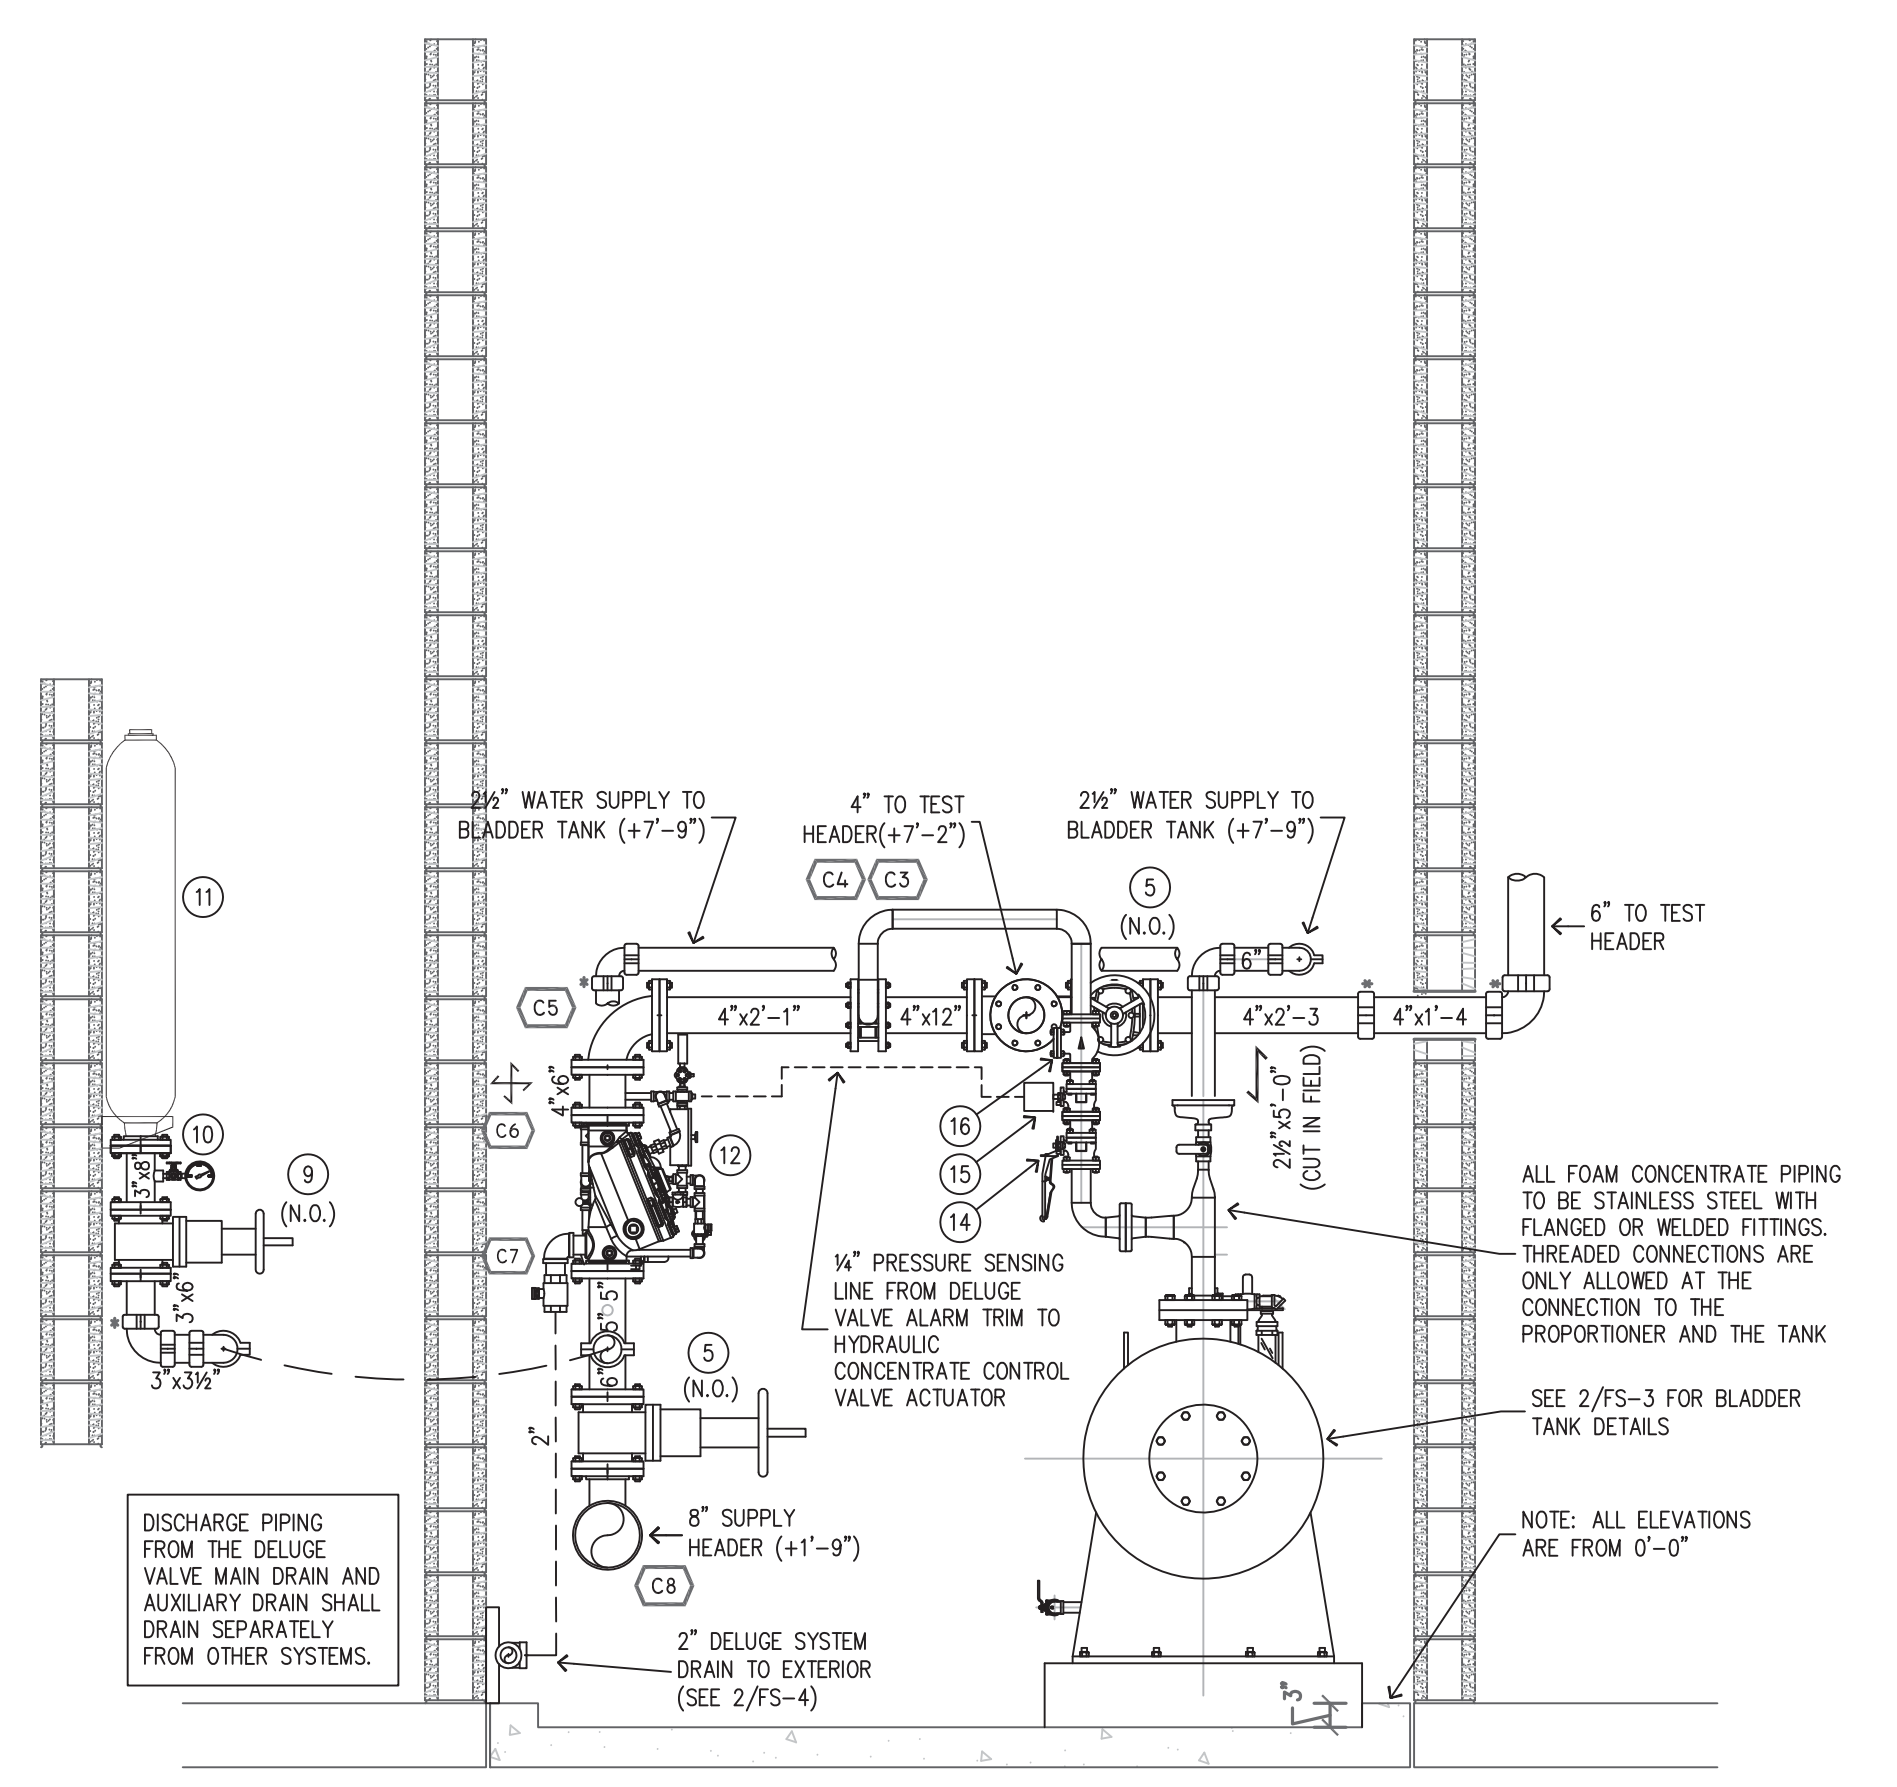 2½" WATER SUPPLY TO
BLADDER TANK (+7'-9")
4" TO TEST
HEADER(+7'-2")
C4
C3
2½" WATER SUPPLY TO
BLADDER TANK (+7'-9")
5
(N.O.)
11
6" TO TEST
HEADER
6"
*
*
*
C5
4"x2'-1"
4"x12"
4"x2'-3
4"x1'-4
4"x6"
C6
10
12
16
15
14
2½"x5'-0"
(CUT IN FIELD)
3"x8"
9
(N.O.)
C7
ALL FOAM CONCENTRATE PIPING
TO BE STAINLESS STEEL WITH
FLANGED OR WELDED FITTINGS.
THREADED CONNECTIONS ARE
ONLY ALLOWED AT THE
CONNECTION TO THE
PROPORTIONER AND THE TANK
¼" PRESSURE SENSING
LINE FROM DELUGE
VALVE ALARM TRIM TO
HYDRAULIC
CONCENTRATE CONTROL
VALVE ACTUATOR
3"x6"
*
3"x3½"
5"
5"
6"
5
(N.O.)
2"
SEE 2/FS-3 FOR BLADDER
TANK DETAILS
DISCHARGE PIPING
FROM THE DELUGE
VALVE MAIN DRAIN AND
AUXILIARY DRAIN SHALL
DRAIN SEPARATELY
FROM OTHER SYSTEMS.
8" SUPPLY
HEADER (+1'-9")
C8
NOTE: ALL ELEVATIONS
ARE FROM 0'-0"
2" DELUGE SYSTEM
DRAIN TO EXTERIOR
(SEE 2/FS-4)
3"